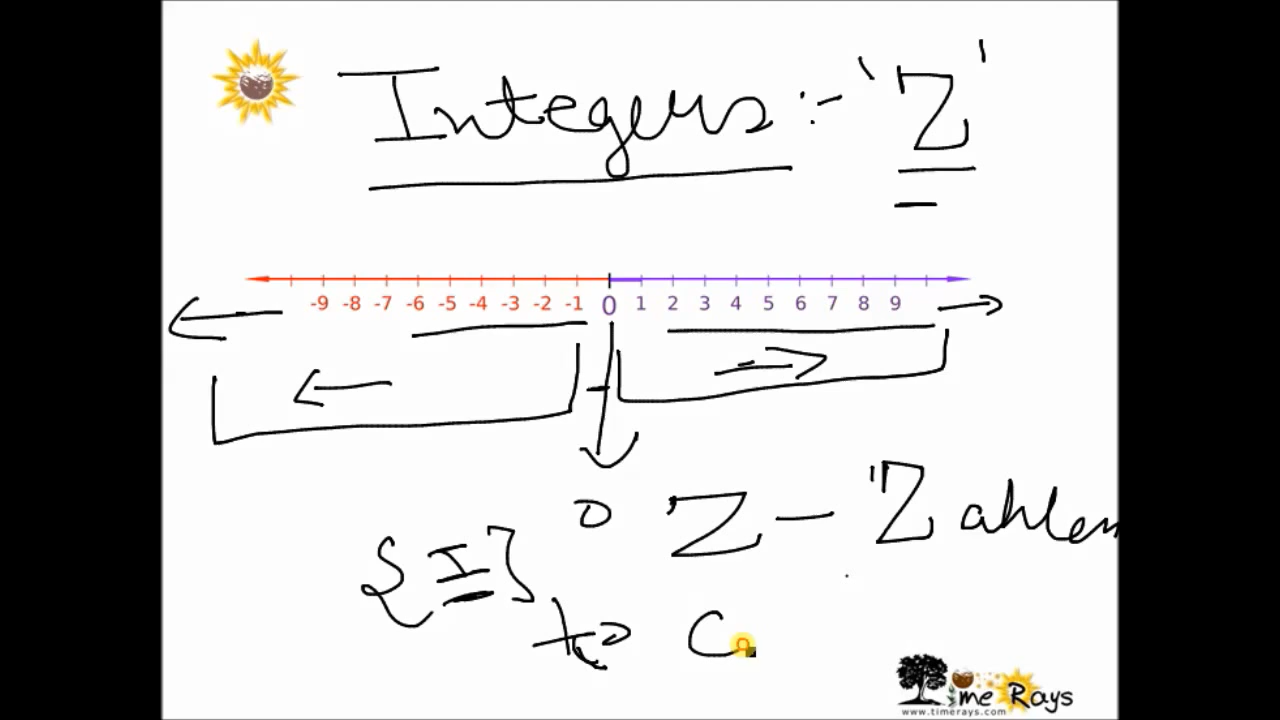 Integers :- 'Z'
-9 -8 -7 -6 -5 -4 -3 -2 -1 0 1 2 3 4 5 6 7 8 9
0 Z - 'Zahlen
{I}
to C
Time Rays
www.timerays.com